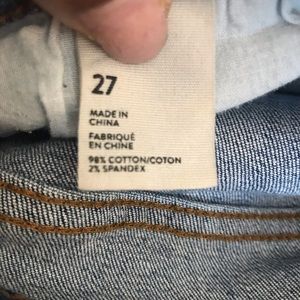 27
MADE IN
CHINA
FABRIQUÉ
EN CHINE
98% COTTON/COTON
2% SPANDEX